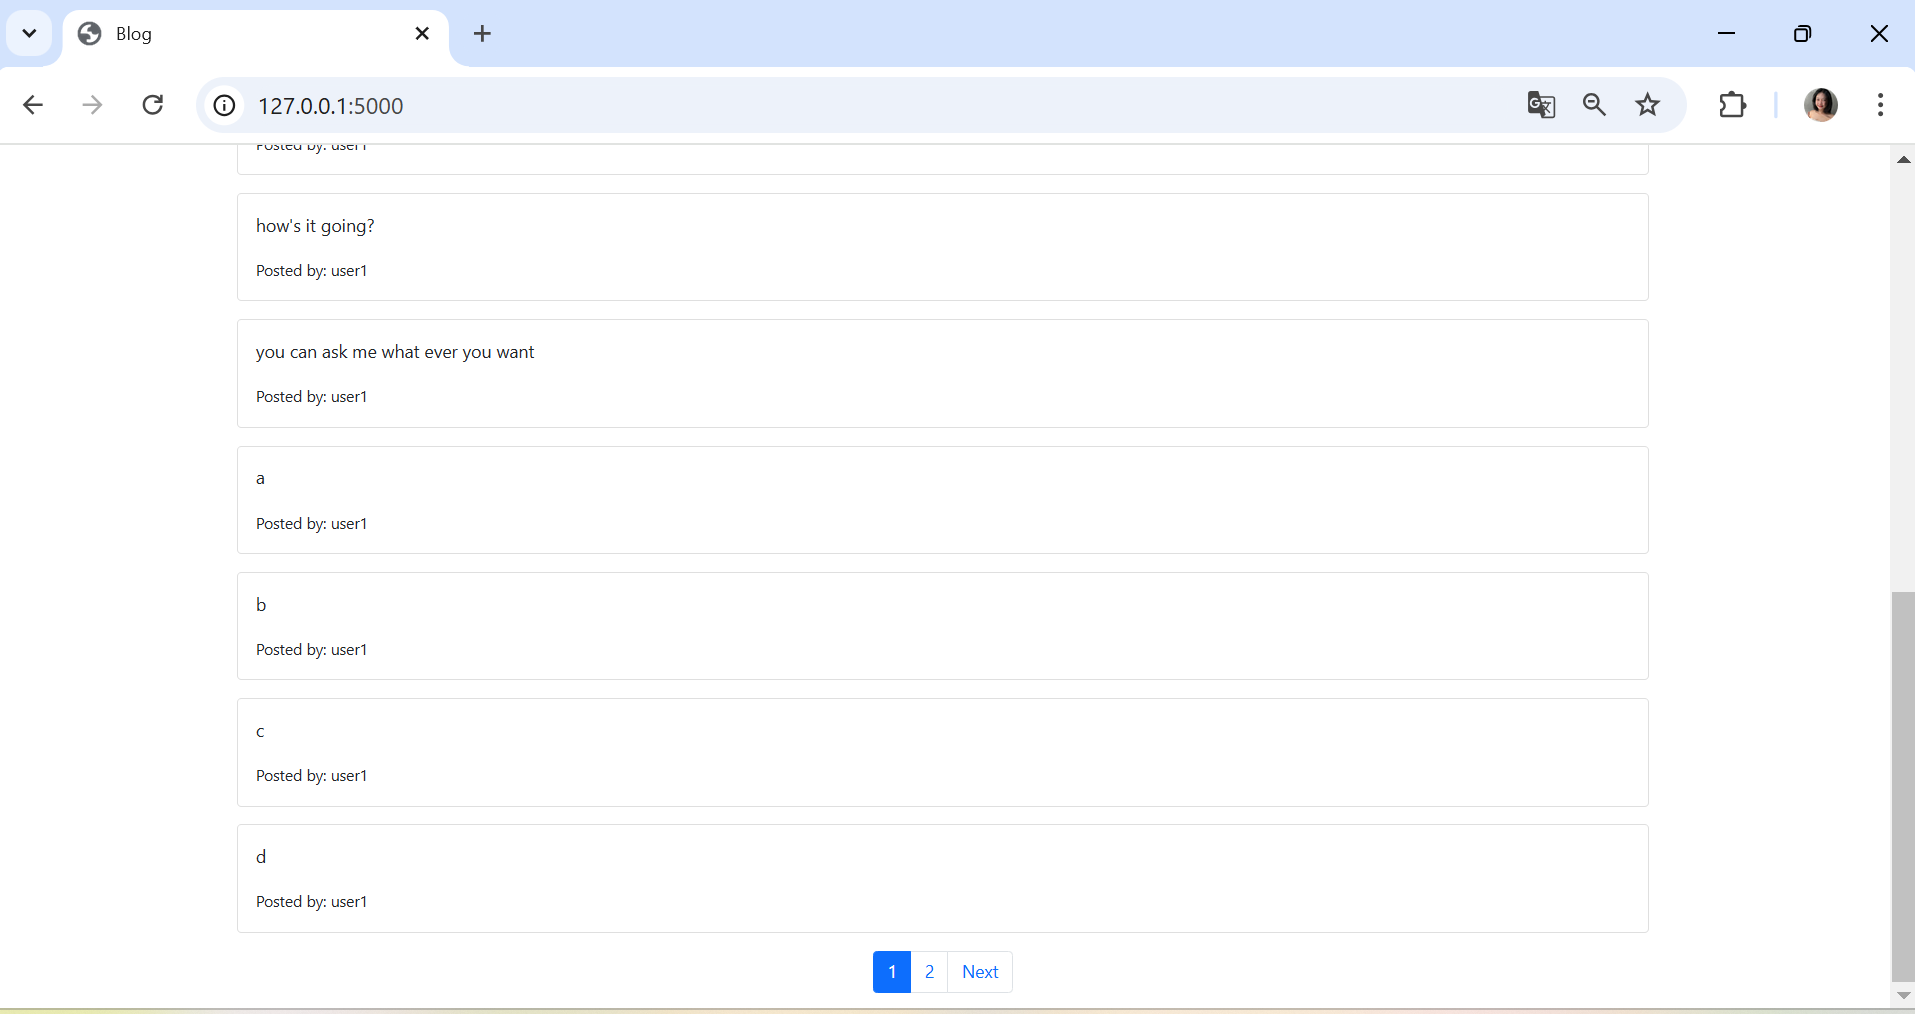 Blog
127.0.0.1:5000
Posted by: user1
how's it going?
Posted by: user1
you can ask me what ever you want
Posted by: user1
a
Posted by: user1
b
Posted by: user1
c
Posted by: user1
d
Posted by: user1
1 2 Next